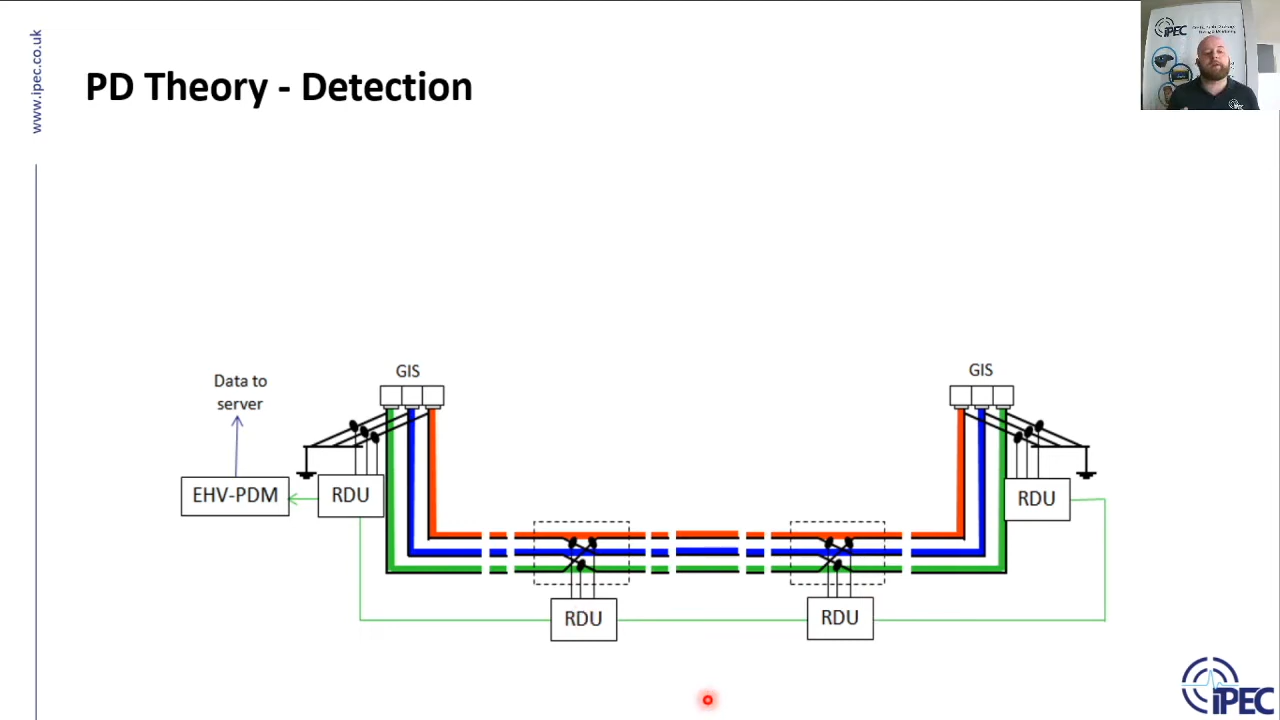 www.ipec.co.uk
PD Theory - Detection
iPEC
GIS
GIS
Data to
server
EHV-PDM
RDU
RDU
RDU
RDU
iPEC